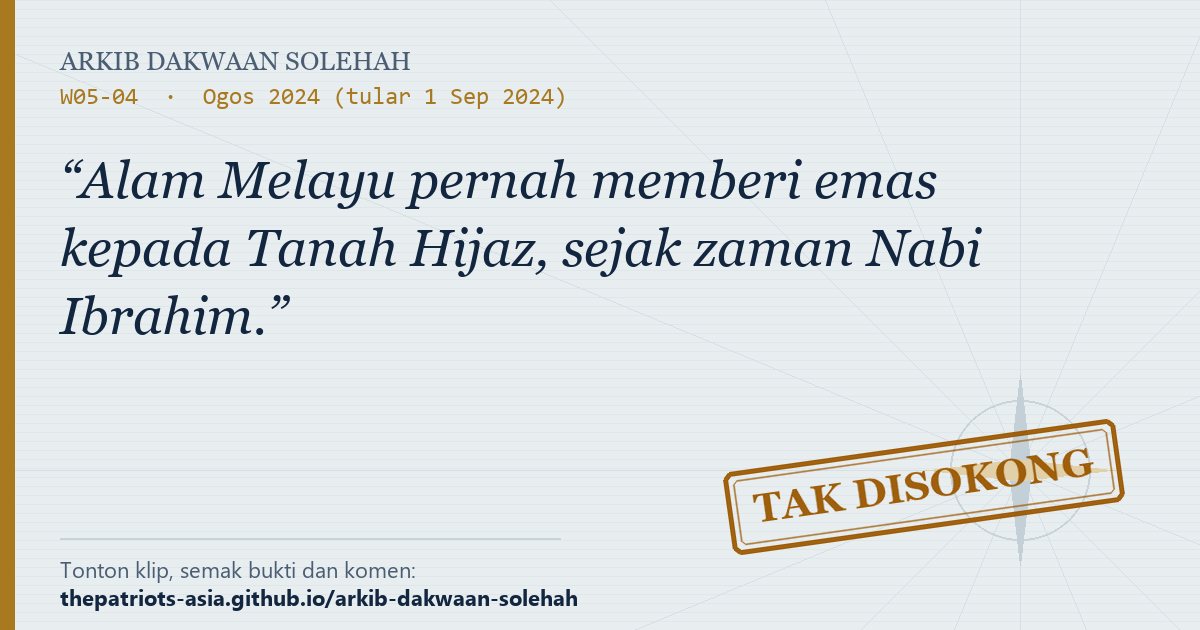 ARKIB DAKWAAN SOLEHAH
W05-04 · Ogos 2024 (tular 1 Sep 2024)
“Alam Melayu pernah memberi emas
kepada Tanah Hijaz, sejak zaman Nabi
Ibrahim.”
TAK DISOKONG
Tonton klip, semak bukti dan komen:
thepatriots-asia.github.io/arkib-dakwaan-solehah